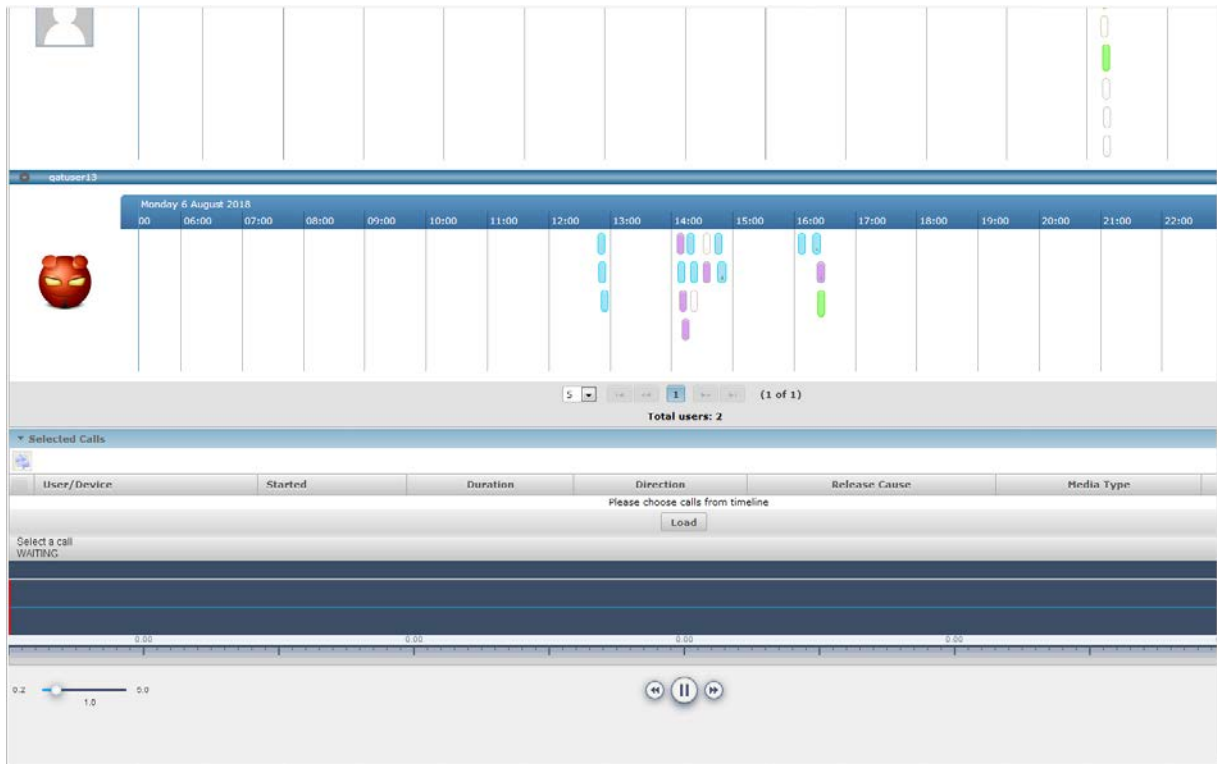 qatuser13
Monday 6 August 2018
00 06:00 07:00 08:00 09:00 10:00 11:00 12:00 13:00 14:00 15:00 16:00 17:00 18:00 19:00 20:00 21:00 22:00
5 1 (1 of 1)
Total users: 2
Selected Calls
User/Device Started Duration Direction Release Cause Media Type
Please choose calls from timeline
Load
Select a call
WAITING
0.00 0.00 0.00 0.00
0.2 5.0
1.0